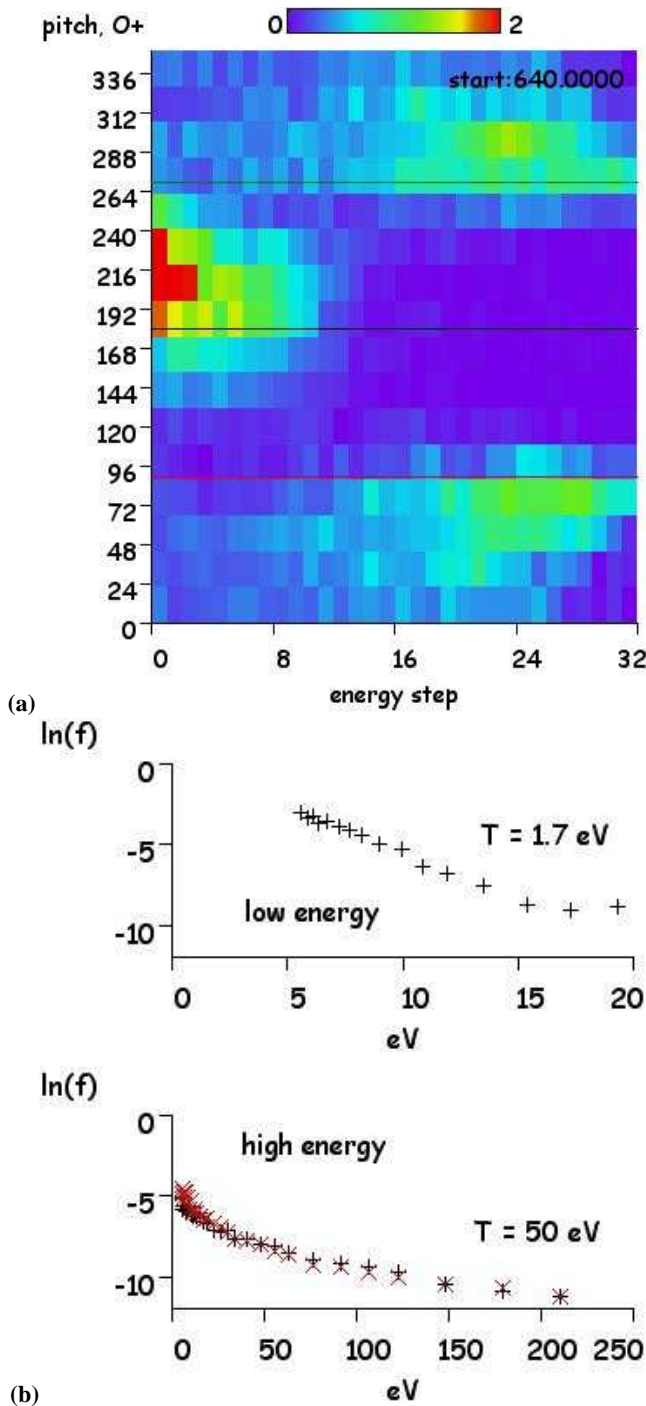 pitch, O+ 0 2
start:640.0000
336
312
288
264
240
216
192
168
144
120
96
72
48
24
0
0 8 16 24 32
energy step
(a)
ln(f)
0
-5
-10
T = 1.7 eV
low energy
0 5 10 15 20
eV
ln(f)
0
-5
-10
high energy
T = 50 eV
0 50 100 150 200 250
eV
(b)